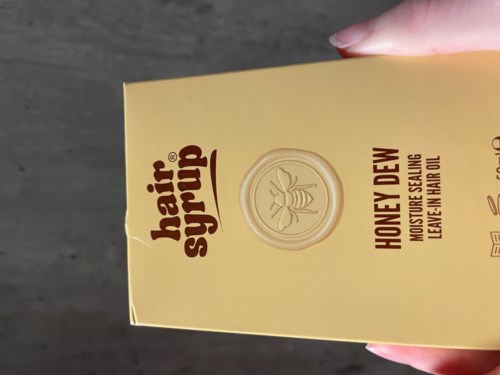 hair
syrup®
HONEY DEW
MOISTURE SEALING
LEAVE-IN HAIR OIL